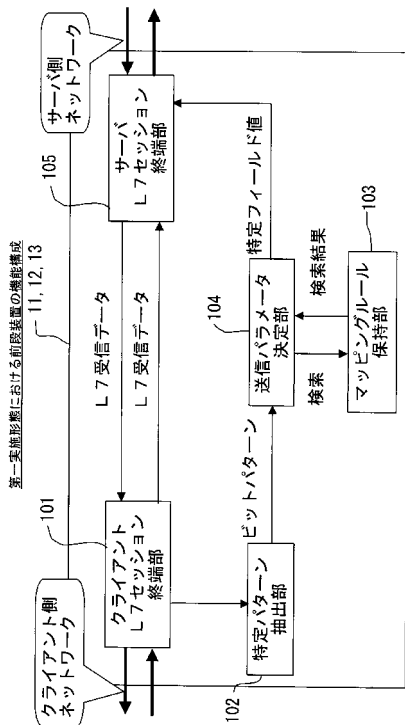 第一実施形態における前段装置の機能構成
11, 12, 13
クライアント側
ネットワーク
サーバ側
ネットワーク
101
クライアント
L7セッション
終端部
L7受信データ
L7受信データ
105
サーバ
L7セッション
終端部
102
特定パターン
抽出部
ビットパターン
104
送信パラメータ
決定部
特定フィールド値
検索
検索結果
103
マッピングルール
保持部